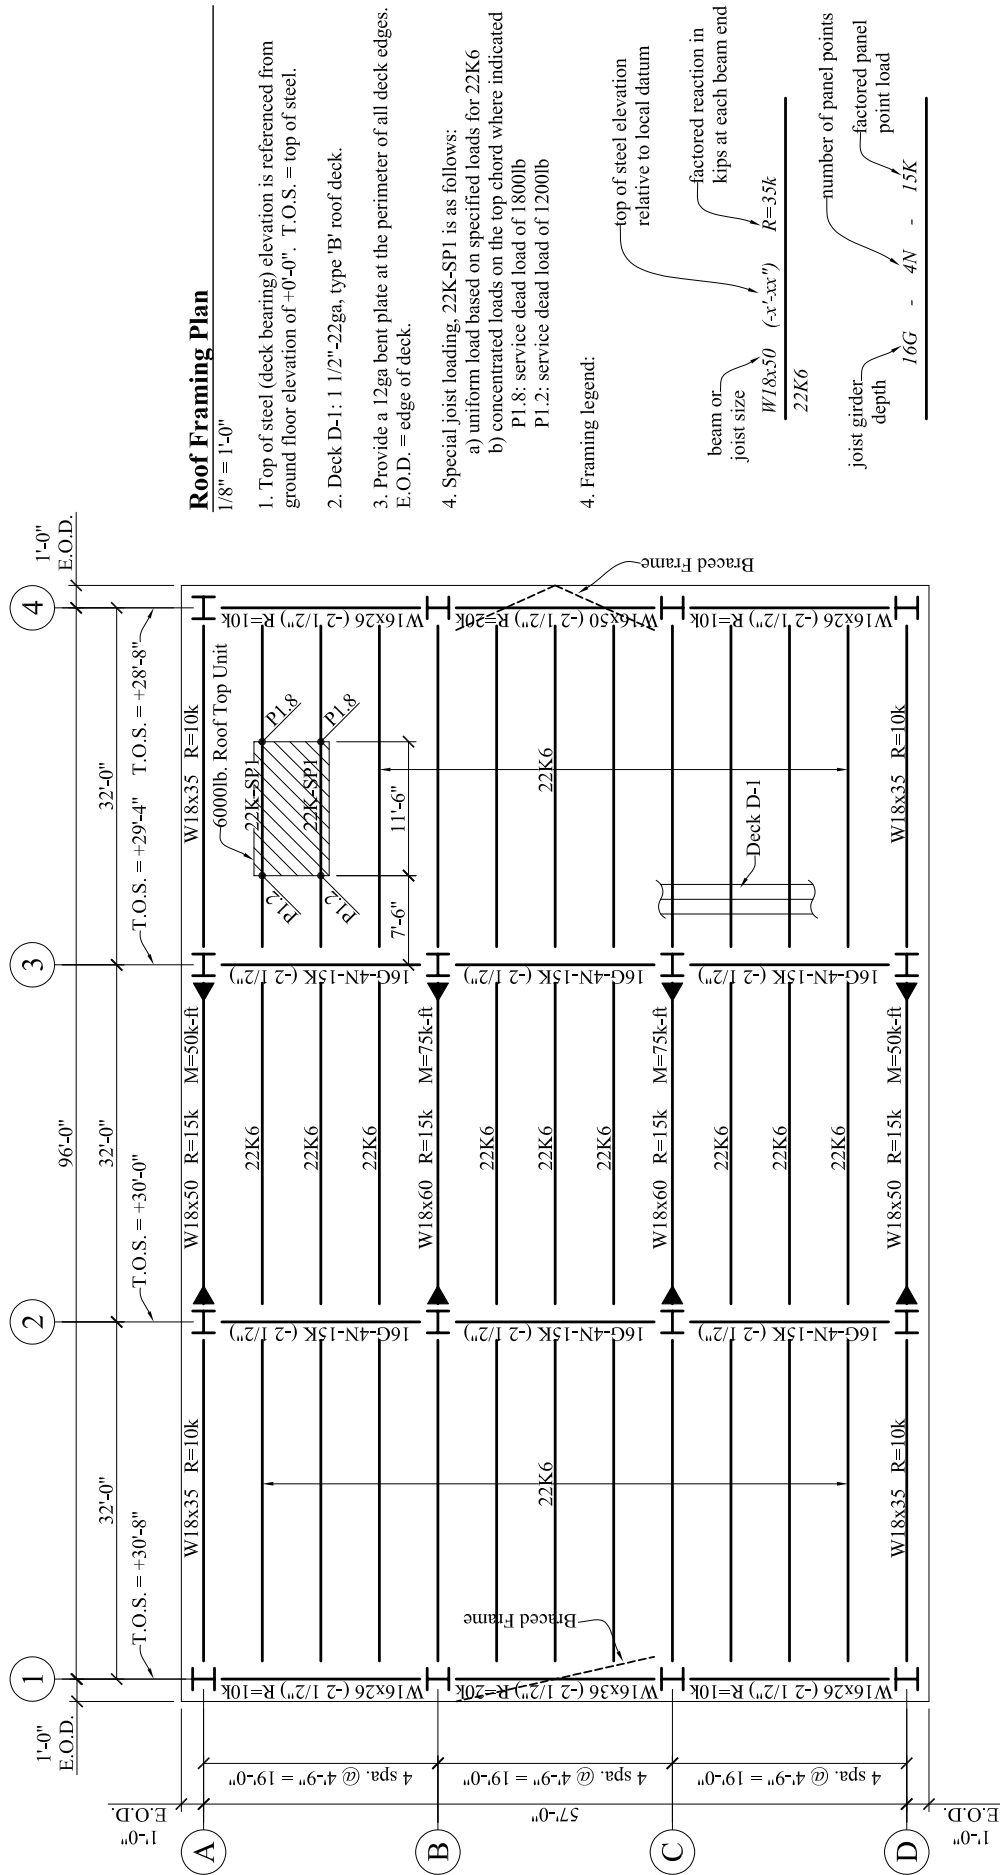 Roof Framing Plan
1/8" = 1'-0"
1. Top of steel (deck bearing) elevation is referenced from
ground floor elevation of +0'-0". T.O.S. = top of steel.
2. Deck D-1: 1 1/2"-22ga, type 'B' roof deck.
3. Provide a 12ga bent plate at the perimeter of all deck edges.
E.O.D. = edge of deck.
4. Special joist loading, 22K-SP1 is as follows:
a) uniform load based on specified loads for 22K6
b) concentrated loads on the top chord where indicated
P1.8: service dead load of 1800lb
P1.2: service dead load of 1200lb
4. Framing legend:
top of steel elevation
relative to local datum
beam or
joist size
factored reaction in
kips at each beam end
W18x50 (-x'-xx") R=35k
22K6
joist girder
depth
number of panel points
factored panel
point load
16G - 4N - 15K
1
2
3
4
1'-0"
E.O.D.
96'-0"
1'-0"
E.O.D.
32'-0"
32'-0"
32'-0"
T.O.S. = +30'-8"
T.O.S. = +30'-0"
T.O.S. = +29'-4"
T.O.S. = +28'-8"
1'-0"
E.O.D.
A
B
C
D
4 spa. @ 4'-9" = 19'-0"
4 spa. @ 4'-9" = 19'-0"
4 spa. @ 4'-9" = 19'-0"
57'-0"
1'-0"
E.O.D.
W18x35 R=10k
W18x50 R=15k M=50k-ft
W18x35 R=10k
6000lb. Roof Top Unit
W16x26 (-2 1/2") R=10k
16G-4N-15K (-2 1/2")
22K6
22K6
22K6
16G-4N-15K (-2 1/2")
22K-SP1
22K-SP1
P1.2
P1.8
P1.2
P1.8
7'-6"
11'-6"
W16x26 (-2 1/2") R=10k
W18x60 R=15k M=75k-ft
W16x36 (-2 1/2") R=20k
Braced Frame
22K6
16G-4N-15K (-2 1/2")
22K6
22K6
22K6
16G-4N-15K (-2 1/2")
22K6
W16x50 (-2 1/2") R=20k
Braced Frame
W18x60 R=15k M=75k-ft
W16x26 (-2 1/2") R=10k
16G-4N-15K (-2 1/2")
22K6
22K6
22K6
16G-4N-15K (-2 1/2")
Deck D-1
W16x26 (-2 1/2") R=10k
W18x35 R=10k
W18x50 R=15k M=50k-ft
W18x35 R=10k